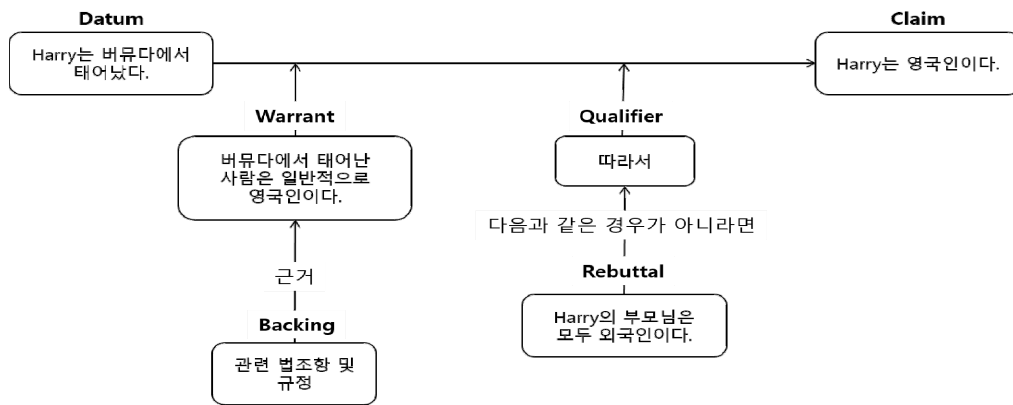 Datum
Claim
Harry는 버뮤다에서
태어났다.
Harry는 영국인이다.
Warrant
Qualifier
버뮤다에서 태어난
사람은 일반적으로
영국인이다.
따라서
다음과 같은 경우가 아니라면
근거
Rebuttal
Harry의 부모님은
모두 외국인이다.
Backing
관련 법조항 및
규정